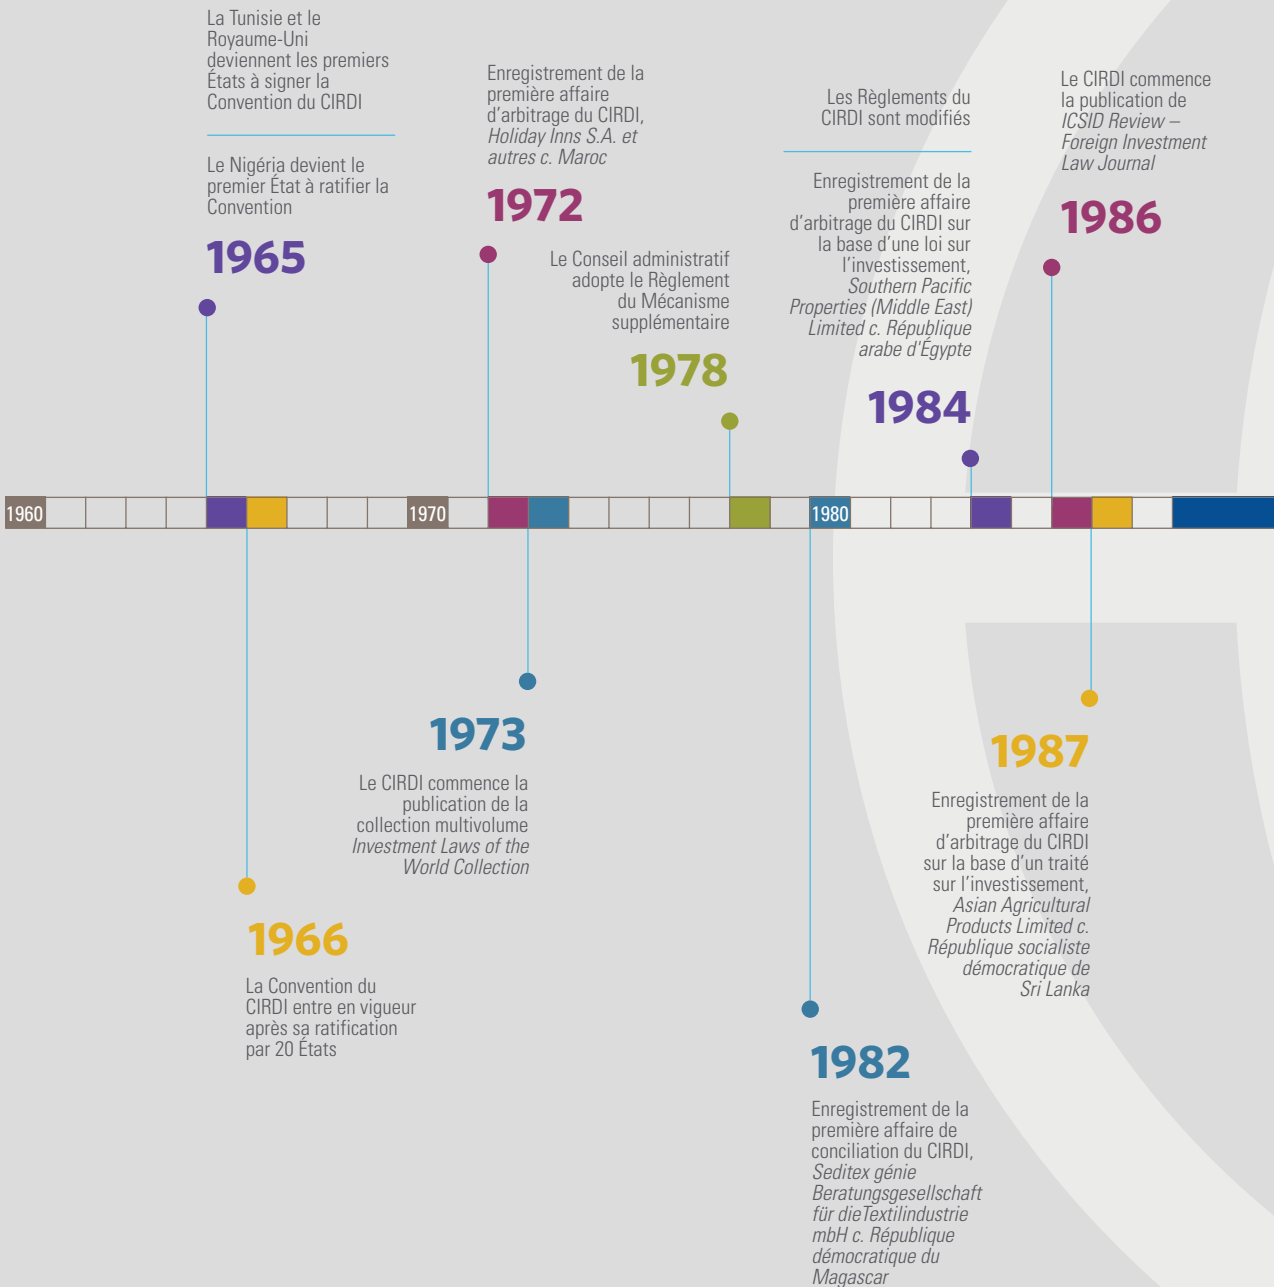 La Tunisie et le
Royaume-Uni
deviennent les premiers
États à signer la
Convention du CIRDI
Le Nigéria devient le
premier État à ratifier la
Convention
1965
Enregistrement de la
première affaire
d'arbitrage du CIRDI,
Holiday Inns S.A. et
autres c. Maroc
1972
Le Conseil administratif
adopte le Règlement
du Mécanisme
supplémentaire
1978
Les Règlements du
CIRDI sont modifiés
Enregistrement de la
première affaire
d'arbitrage du CIRDI sur
la base d'une loi sur
l'investissement,
Southern Pacific
Properties (Middle East)
Limited c. République
arabe d'Égypte
1984
Le CIRDI commence
la publication de
ICSID Review –
Foreign Investment
Law Journal
1986
1960
1970
1980
1966
La Convention du
CIRDI entre en vigueur
après sa ratification
par 20 États
1973
Le CIRDI commence la
publication de la
collection multivolume
Investment Laws of the
World Collection
1982
Enregistrement de la
première affaire de
conciliation du CIRDI,
Seditex génie
Beratungsgesellschaft
für dieTextilindustrie
mbH c. République
démocratique du
Magascar
1987
Enregistrement de la
première affaire
d'arbitrage du CIRDI
sur la base d'un traité
sur l'investissement,
Asian Agricultural
Products Limited c.
République socialiste
démocratique de
Sri Lanka